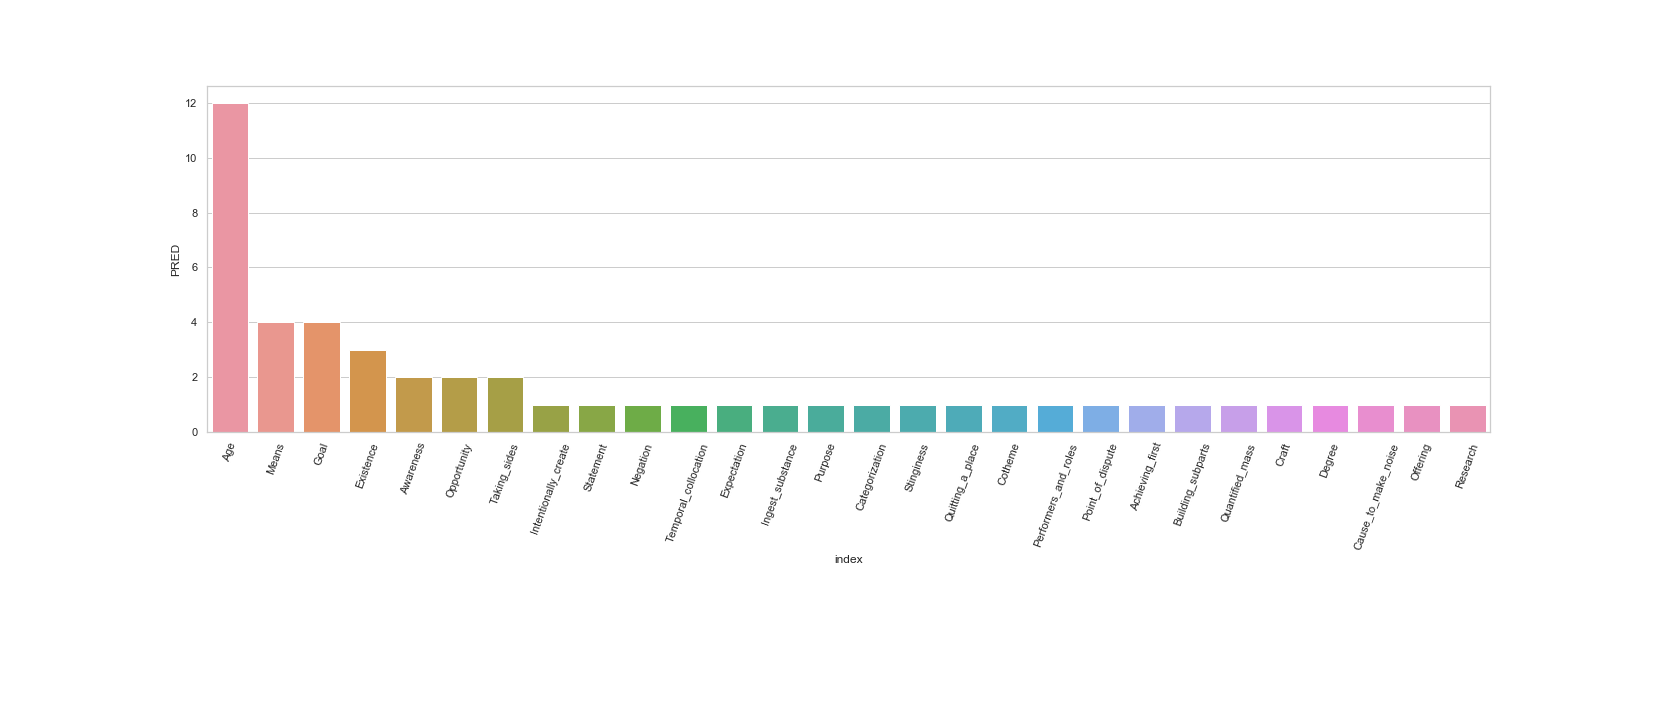 12
10
8
6
4
2
0
PRED
Age
Means
Goal
Existence
Awareness
Opportunity
Taking_sides
Intentionally_create
Statement
Negation
Temporal_collocation
Expectation
Ingest_substance
Purpose
Categorization
Stinginess
Quitting_a_place
Cotheme
Performers_and_roles
Point_of_dispute
Achieving_first
Building_subparts
Quantified_mass
Craft
Degree
Cause_to_make_noise
Offering
Research
index